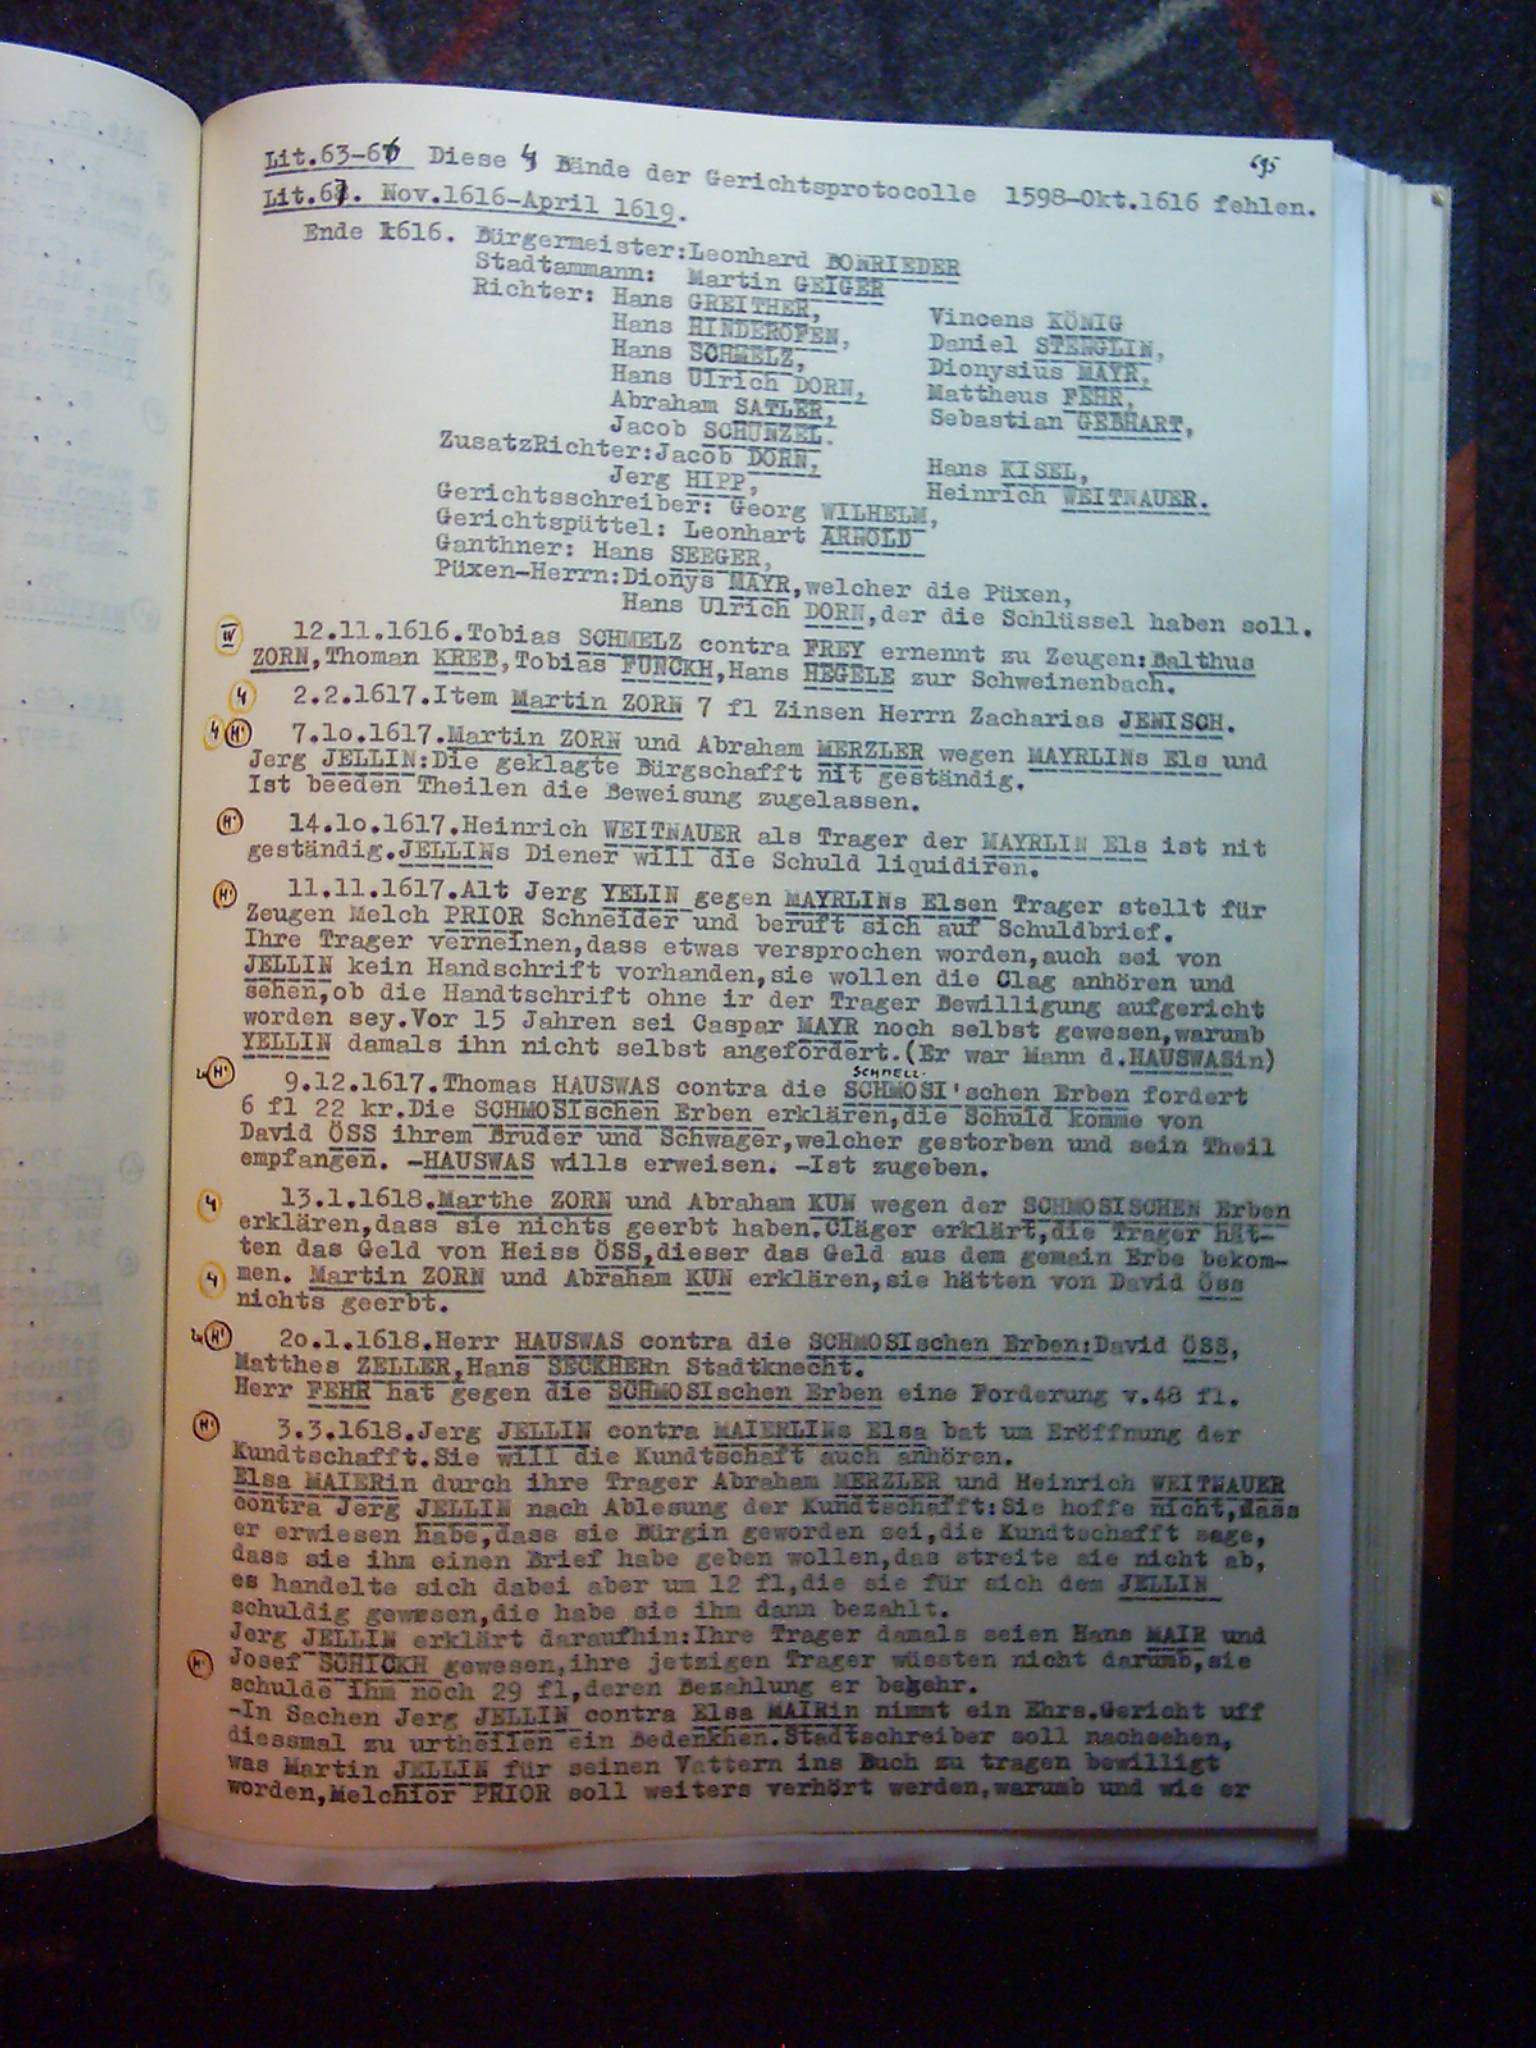 695
Lit.63-66 Diese 4 Bände der Gerichtsprotocolle 1598-Okt.1616 fehlen.
Lit.67. Nov.1616-April 1619.
Ende 1616. Bürgermeister:Leonhard BONRIEDER
Stadtammann: Martin GEIGER
Richter: Hans GREITHER, Vincens KÖNIG
Hans HINDEROFEN, Daniel STENGLIN,
Hans SCHMELZ, Dionysius MAYR,
Hans Ulrich DORN, Mattheus FEHR,
Abraham SATLER, Sebastian GEBHART,
Jacob SCHUNZEL.
ZusatzRichter:Jacob DORN, Hans KISEL,
Jerg HIPP, Heinrich WEITNAUER.
Gerichtsschreiber: Georg WILHELM,
Gerichtspüttel: Leonhart ARNOLD
Ganthner: Hans SEEGER,
Püxen-Herrn:Dionys MAYR,welcher die Püxen,
Hans Ulrich DORN,der die Schlüssel haben soll.
W 12.11.1616.Tobias SCHMELZ contra FREY ernennt zu Zeugen:Balthus
ZORN,Thoman KREB,Tobias FUNCKH,Hans HEGELE zur Schweinenbach.
4 2.2.1617.Item Martin ZORN 7 fl Zinsen Herrn Zacharias JENISCH.
4 H' 7.10.1617.Martin ZORN und Abraham MERZLER wegen MAYRLINs Els und
Jerg JELLIN:Die geklagte Bürgschafft nit geständig.
Ist beeden Theilen die Beweisung zugelassen.
H' 14.10.1617.Heinrich WEITNAUER als Trager der MAYRLIN Els ist nit
geständig.JELLINs Diener will die Schuld liquidiren.
H' 11.11.1617.Alt Jerg YELIN gegen MAYRLINs Elsen Trager stellt für
Zeugen Melch PRIOR Schneider und beruft sich auf Schuldbrief.
Ihre Trager verneinen,dass etwas versprochen worden,auch sei von
JELLIN kein Handschrift vorhanden,sie wollen die Clag anhören und
sehen,ob die Handtschrift ohne ir der Trager Bewilligung aufgericht
worden sey.Vor 15 Jahren sei Caspar MAYR noch selbst gewesen,warumb
YELLIN damals ihn nicht selbst angefordert.(Er war Mann d.HAUSWASin)
SCHNELL.
H' 9.12.1617.Thomas HAUSWAS contra die SCHMOSI'schen Erben fordert
6 fl 22 kr.Die SCHMOSIschen Erben erklären,die Schuld komme von
David ÖSS ihrem Bruder und Schwager,welcher gestorben und sein Theil
empfangen. -HAUSWAS wills erweisen. -Ist zugeben.
4 13.1.1618.Marthe ZORN und Abraham KUN wegen der SCHMOSISCHEN Erben
erklären,dass sie nichts geerbt haben.Cläger erklärt,die Trager hät-
ten das Geld von Heiss ÖSS,dieser das Geld aus dem gemain Erbe bekom-
4 men. Martin ZORN und Abraham KUN erklären,sie hätten von David Öss
nichts geerbt.
H' 20.1.1618.Herr HAUSWAS contra die SCHMOSIschen Erben:David ÖSS,
Matthes ZELLER,Hans SECKHERn Stadtknecht.
Herr FEHR hat gegen die SCHMOSIschen Erben eine Forderung v.48 fl.
H' 3.3.1618.Jerg JELLIN contra MAIERLINs Elsa bat um Eröffnung der
Kundtschafft.Sie will die Kundtschaft auch anhören.
Elsa MAIERin durch ihre Trager Abraham MERZLER und Heinrich WEITNAUER
contra Jerg JELLIN nach Ablesung der Kundtschafft:Sie hoffe nicht,dass
er erwiesen habe,dass sie Bürgin geworden sei,die Kundtschafft sage,
dass sie ihm einen Brief habe geben wollen,das streite sie nicht ab,
es handelte sich dabei aber um 12 fl,die sie für sich dem JELLIN
schuldig gewesen,die habe sie ihm dann bezahlt.
Jerg JELLIN erklärt daraufhin:Ihre Trager damals seien Hans MAIR und
H' Josef SCHICKH gewesen,ihre jetzigen Trager wüssten nicht darumb,sie
schulde ihm noch 29 fl,deren Bezahlung er begehr.
-In Sachen Jerg JELLIN contra Elsa MAIRin nimmt ein Ehrs.Gericht uff
diessmal zu urtheilen ein Bedenkhen.Stadtschreiber soll nachsehen,
was Martin JELLIN für seinen Vattern ins Buch zu tragen bewilligt
worden,Melchior PRIOR soll weiters verhört werden,warumb und wie er